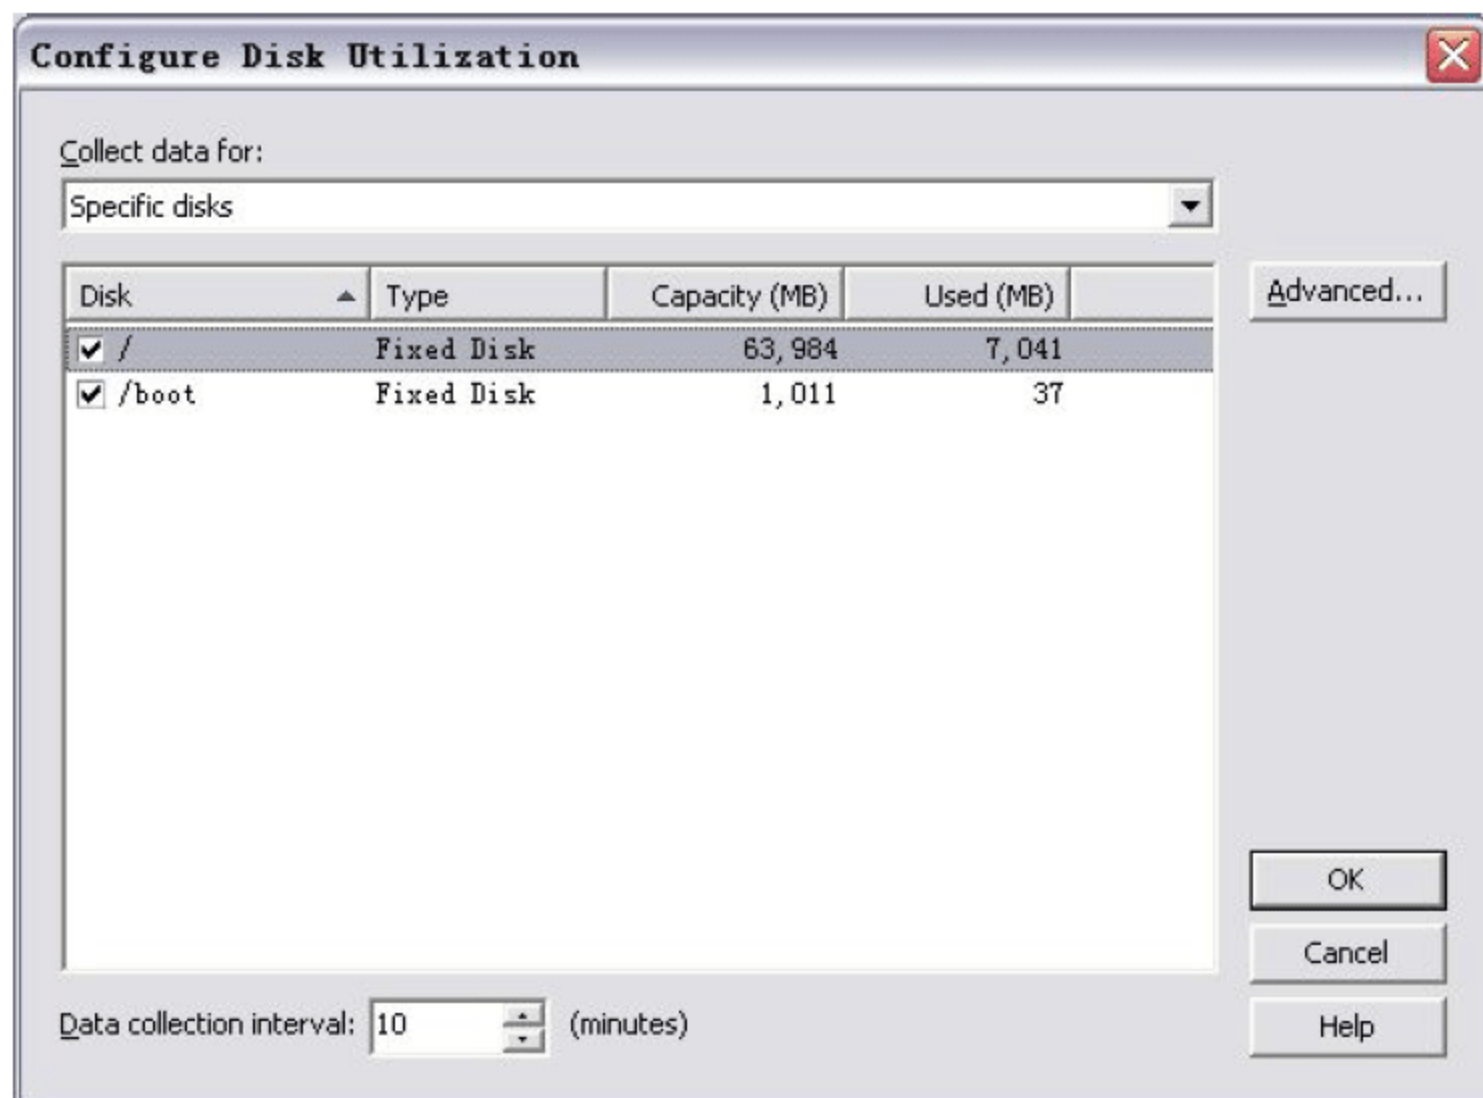 Configure Disk Utilization
Collect data for:
Specific disks
Disk Type Capacity (MB) Used (MB)
Advanced...
/ Fixed Disk 63,984 7,041
/boot Fixed Disk 1,011 37
OK
Cancel
Data collection interval: 10 (minutes)
Help